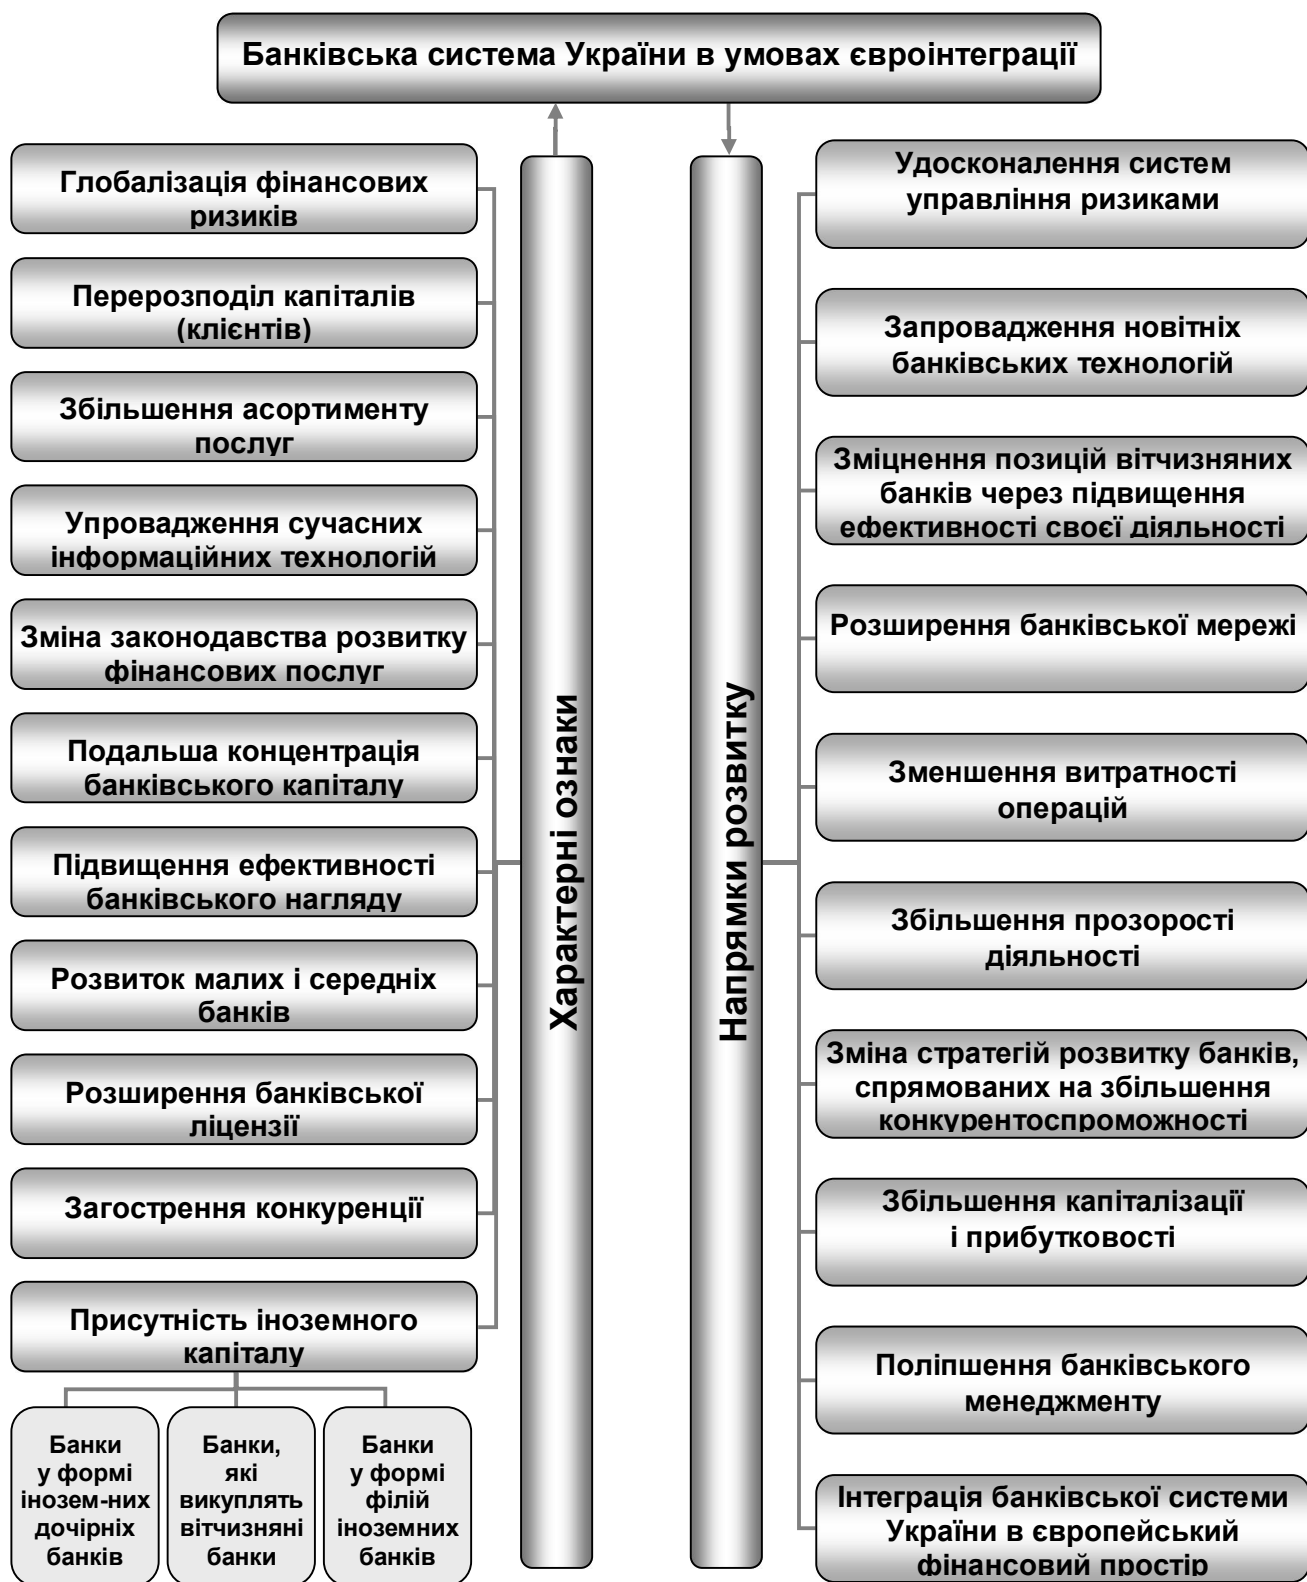 Банківська система України в умовах євроінтеграції
Глобалізація фінансових
ризиків
Перерозподіл капіталів
(клієнтів)
Збільшення асортименту
послуг
Упровадження сучасних
інформаційних технологій
Зміна законодавства розвитку
фінансових послуг
Подальша концентрація
банківського капіталу
Підвищення ефективності
банківського нагляду
Розвиток малих і середніх
банків
Розширення банківської
ліцензії
Загострення конкуренції
Присутність іноземного
капіталу
Банки
у формі
інозем-них
дочірніх
банків
Банки,
які
викуплять
вітчизняні
банки
Банки
у формі
філій
іноземних
банків
Характерні ознаки
Напрямки розвитку
Удосконалення систем
управління ризиками
Запровадження новітніх
банківських технологій
Зміцнення позицій вітчизняних
банків через підвищення
ефективності своєї діяльності
Розширення банківської мережі
Зменшення витратності
операцій
Збільшення прозорості
діяльності
Зміна стратегій розвитку банків,
спрямованих на збільшення
конкурентоспроможності
Збільшення капіталізації
і прибутковості
Поліпшення банківського
менеджменту
Інтеграція банківської системи
України в європейський
фінансовий простір